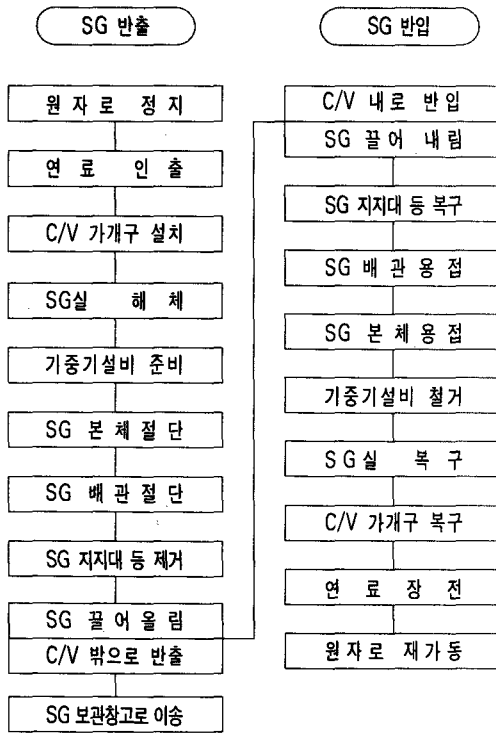 SG 반출
원 자 로 정 지
연 료 인 출
C/V 가개구 설치
SG실 해 체
기중기설비 준비
SG 본 체 절 단
SG 배 관 절 단
SG 지지대 등 제거
SG 끌 어 올 림
C/V 밖으로 반출
SG 보관창고로 이송
SG 반입
C/V 내로 반입
SG 끌 어 내 림
SG 지지대 등 복구
SG 배 관 용 접
SG 본 체 용 접
기중기설비 철거
S G 실 복 구
C/V 가개구 복구
연 료 장 전
원자로 재가동